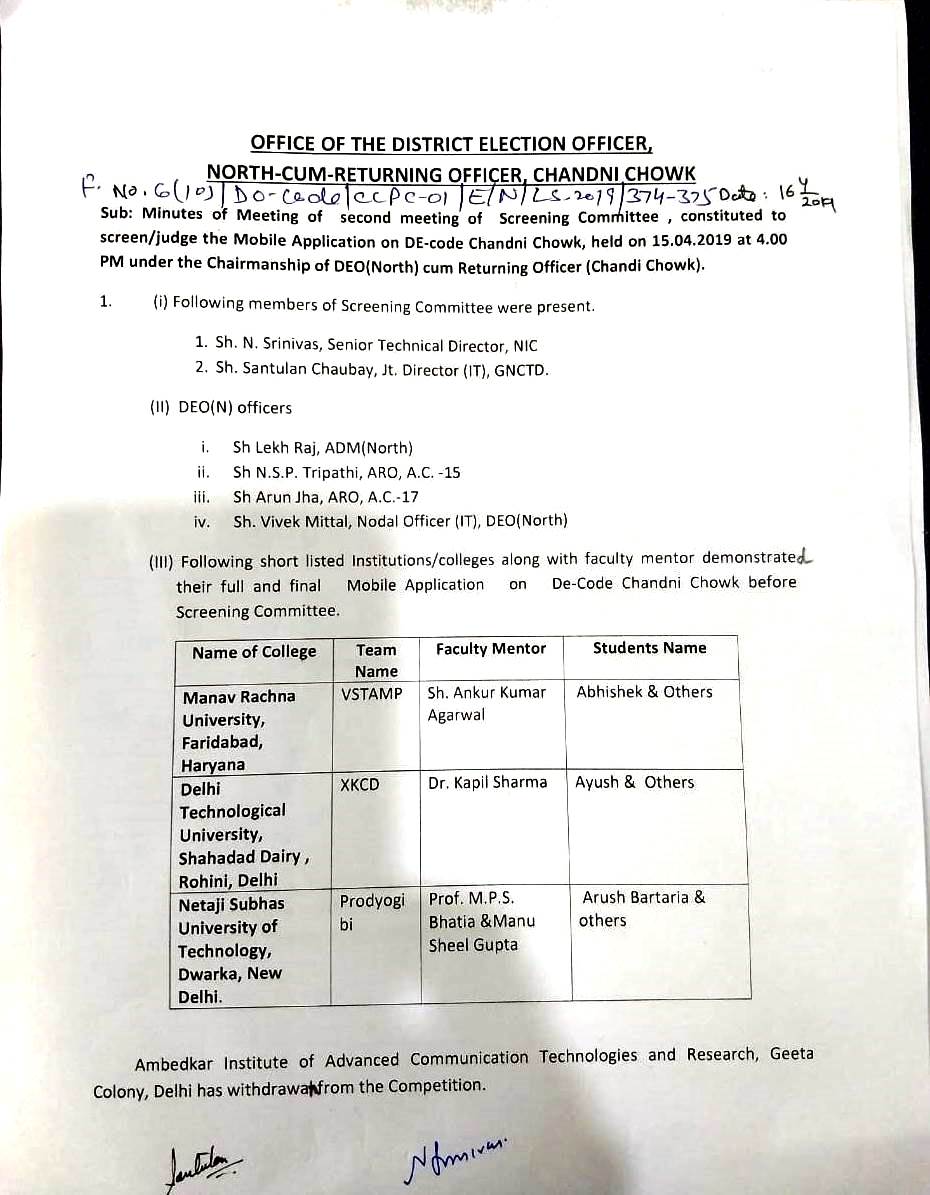 OFFICE OF THE DISTRICT ELECTION OFFICER,
NORTH-CUM-RETURNING OFFICER, CHANDNI CHOWK
F. No. 6(10)/DO-Code/CCPC-01/E/N/LS-2019/374-375 Date: 16/4/2019
Sub: Minutes of Meeting of second meeting of Screening Committee , constituted to
screen/judge the Mobile Application on DE-code Chandni Chowk, held on 15.04.2019 at 4.00
PM under the Chairmanship of DEO(North) cum Returning Officer (Chandi Chowk).
1. (i) Following members of Screening Committee were present.
1. Sh. N. Srinivas, Senior Technical Director, NIC
2. Sh. Santulan Chaubay, Jt. Director (IT), GNCTD.
(II) DEO(N) officers
i. Sh Lekh Raj, ADM(North)
ii. Sh N.S.P. Tripathi, ARO, A.C. -15
iii. Sh Arun Jha, ARO, A.C.-17
iv. Sh. Vivek Mittal, Nodal Officer (IT), DEO(North)
(III) Following short listed Institutions/colleges along with faculty mentor demonstrated
their full and final Mobile Application on De-Code Chandni Chowk before
Screening Committee.
Name of College Team Name Faculty Mentor Students Name
Manav Rachna VSTAMP Sh. Ankur Kumar Abhishek & Others
University, Agarwal
Faridabad,
Haryana
Delhi XKCD Dr. Kapil Sharma Ayush & Others
Technological
University,
Shahadad Dairy ,
Rohini, Delhi
Netaji Subhas Prodyogi Prof. M.P.S. Arush Bartaria &
University of bi Bhatia &Manu others
Technology, Sheel Gupta
Dwarka, New
Delhi.
Ambedkar Institute of Advanced Communication Technologies and Research, Geeta
Colony, Delhi has withdrawn from the Competition.
Santulan
N Srinivas